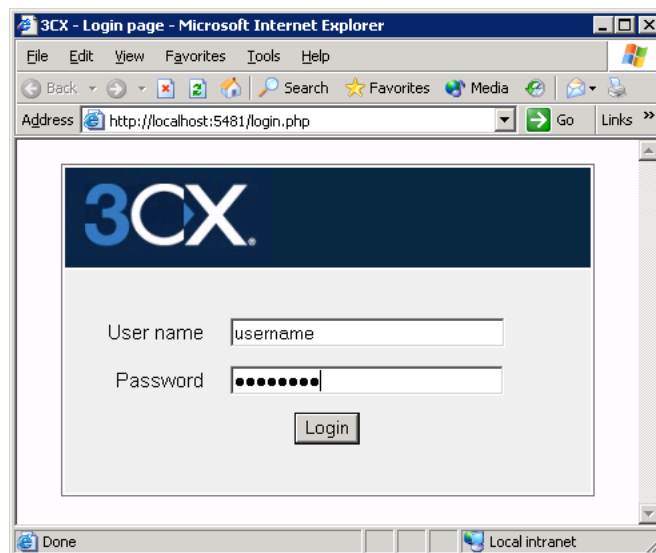 3CX - Login page - Microsoft Internet Explorer
File Edit View Favorites Tools Help
Back Search Favorites Media
Address http://localhost:5481/login.php Go Links »
3CX®
User name username
Password ●●●●●●●●
Login
Done Local intranet